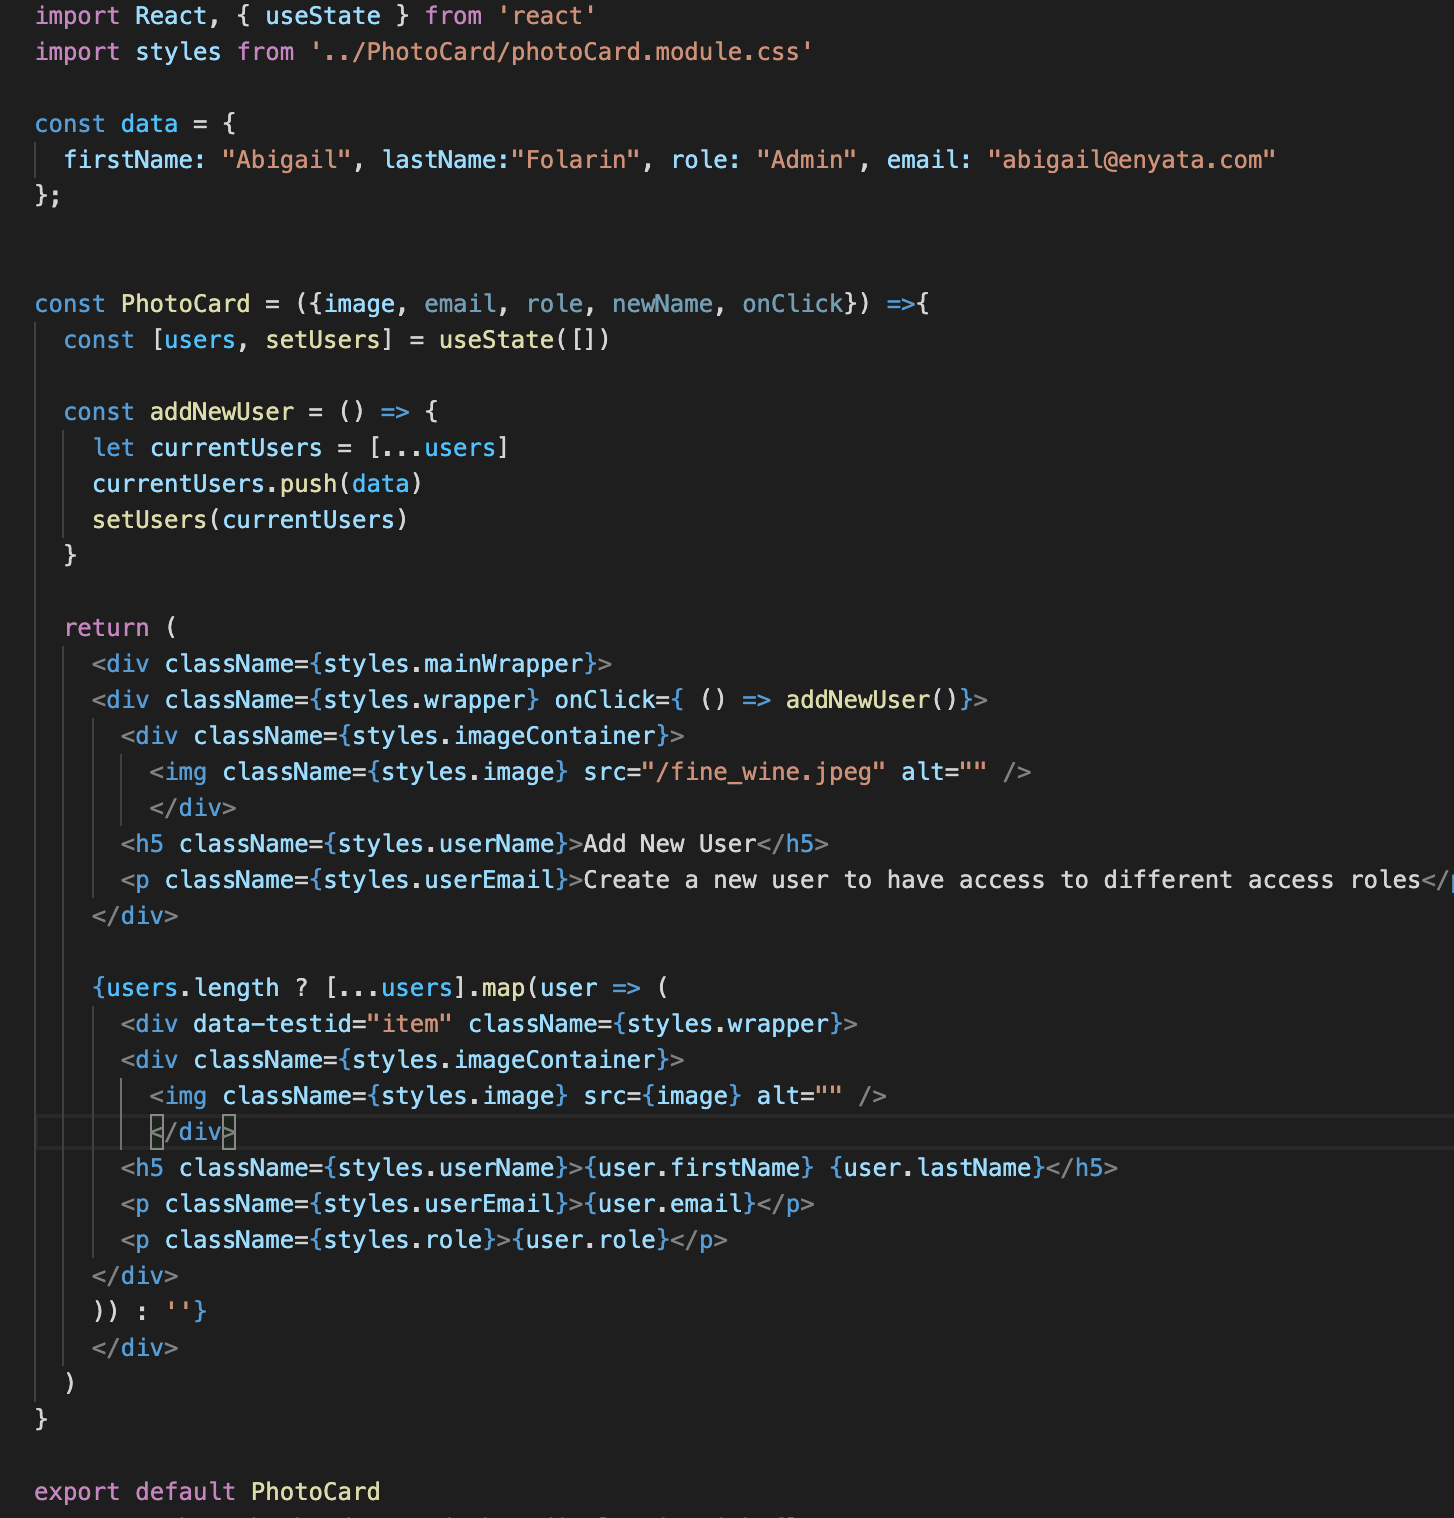 import React, { useState } from 'react'
import styles from '../PhotoCard/photoCard.module.css'
const data = {
firstName: "Abigail", lastName:"Folarin", role: "Admin", email: "abigail@enyata.com"
};
const PhotoCard = ({image, email, role, newName, onClick}) =>{
const [users, setUsers] = useState([])
const addNewUser = () => {
let currentUsers = [...users]
currentUsers.push(data)
setUsers(currentUsers)
}
return (
<div className={styles.mainWrapper}>
<div className={styles.wrapper} onClick={ () => addNewUser()}>
<div className={styles.imageContainer}>
<img className={styles.image} src="/fine_wine.jpeg" alt="" />
</div>
<h5 className={styles.userName}>Add New User</h5>
<p className={styles.userEmail}>Create a new user to have access to different access roles</p
</div>
{users.length ? [...users].map(user => (
<div data-testid="item" className={styles.wrapper}>
<div className={styles.imageContainer}>
<img className={styles.image} src={image} alt="" />
</div>
<h5 className={styles.userName}>{user.firstName} {user.lastName}</h5>
<p className={styles.userEmail}>{user.email}</p>
<p className={styles.role}>{user.role}</p>
</div>
)) : ''}
</div>
)
}
export default PhotoCard